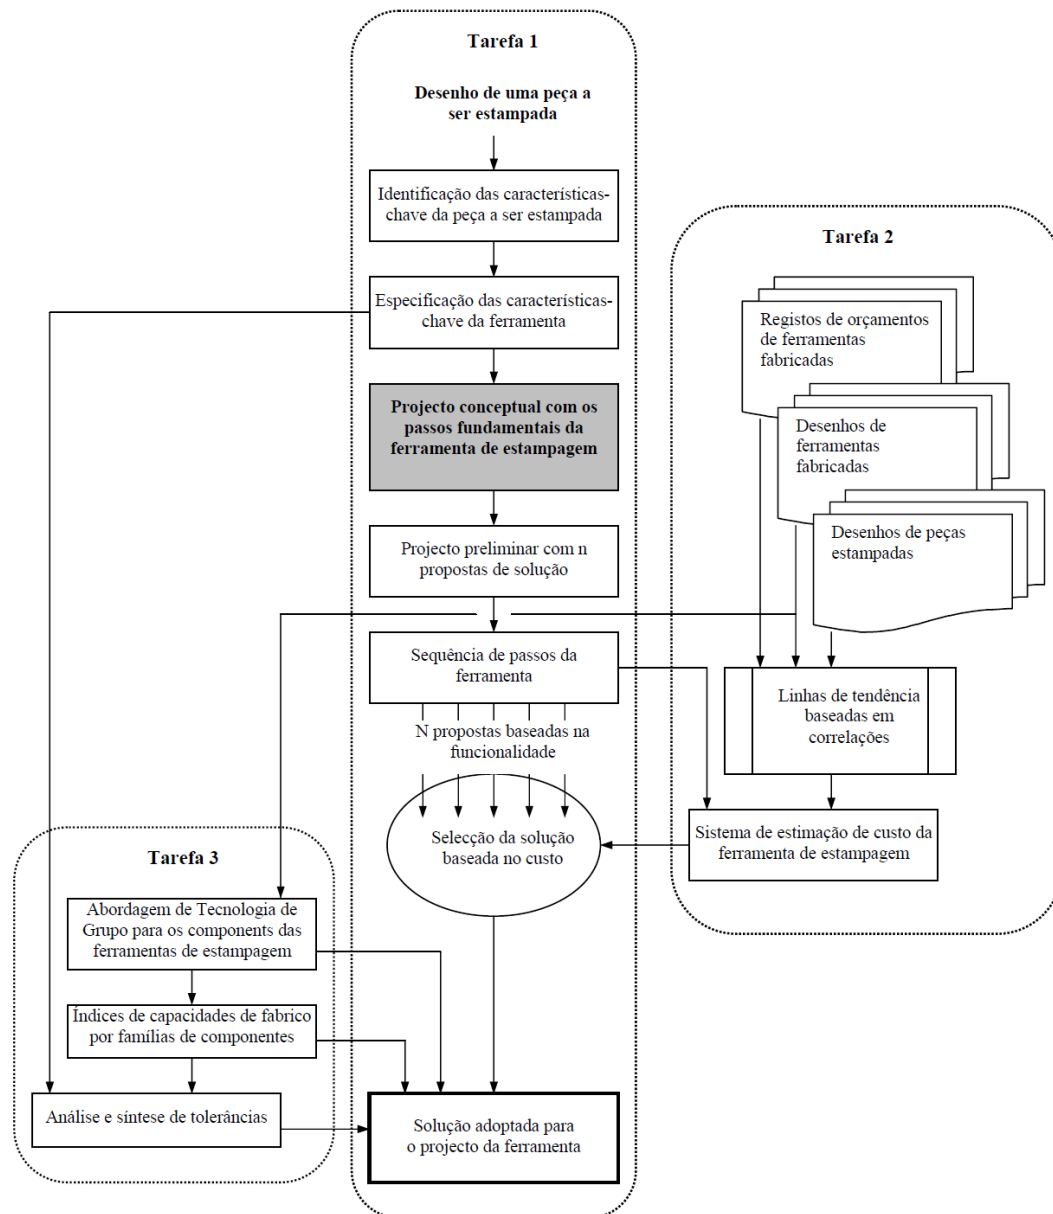 Tarefa 1
Desenho de uma peça a
ser estampada
Identificação das características-
chave da peça a ser estampada
Especificação das características-
chave da ferramenta
Projecto conceptual com os
passos fundamentais da
ferramenta de estampagem
Projecto preliminar com n
propostas de solução
Sequência de passos da
ferramenta
N propostas baseadas na
funcionalidade
Selecção da solução
baseada no custo
Solução adoptada para
o projecto da ferramenta
Tarefa 2
Registos de orçamentos
de ferramentas
fabricadas
Desenhos de
ferramentas
fabricadas
Desenhos de peças
estampadas
Linhas de tendência
baseadas em
correlações
Sistema de estimação de custo da
ferramenta de estampagem
Tarefa 3
Abordagem de Tecnologia de
Grupo para os components das
ferramentas de estampagem
Índices de capacidades de fabrico
por famílias de componentes
Análise e síntese de tolerâncias